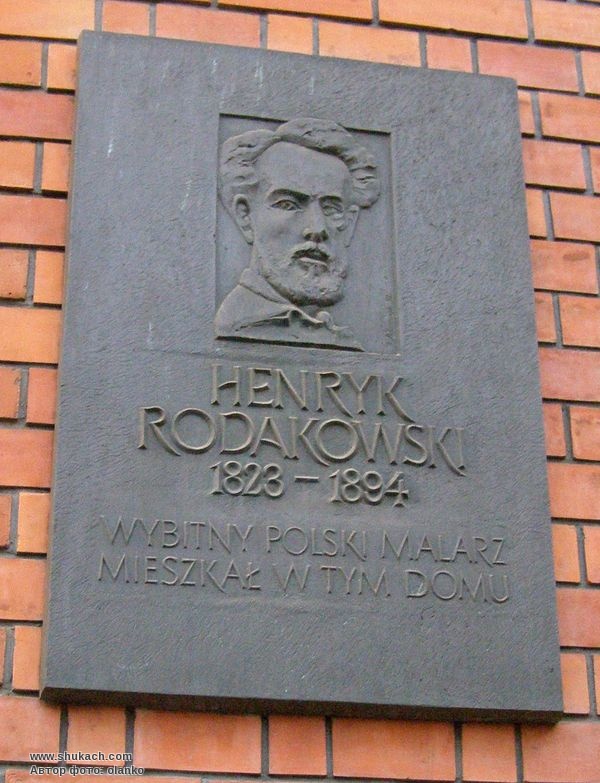 HENRYK
RODAKOWSKI
1823 – 1894
WYBITNY POLSKI MALARZ
MIESZKAŁ W TYM DOMU
www.shukach.com
Автор фото: dianko